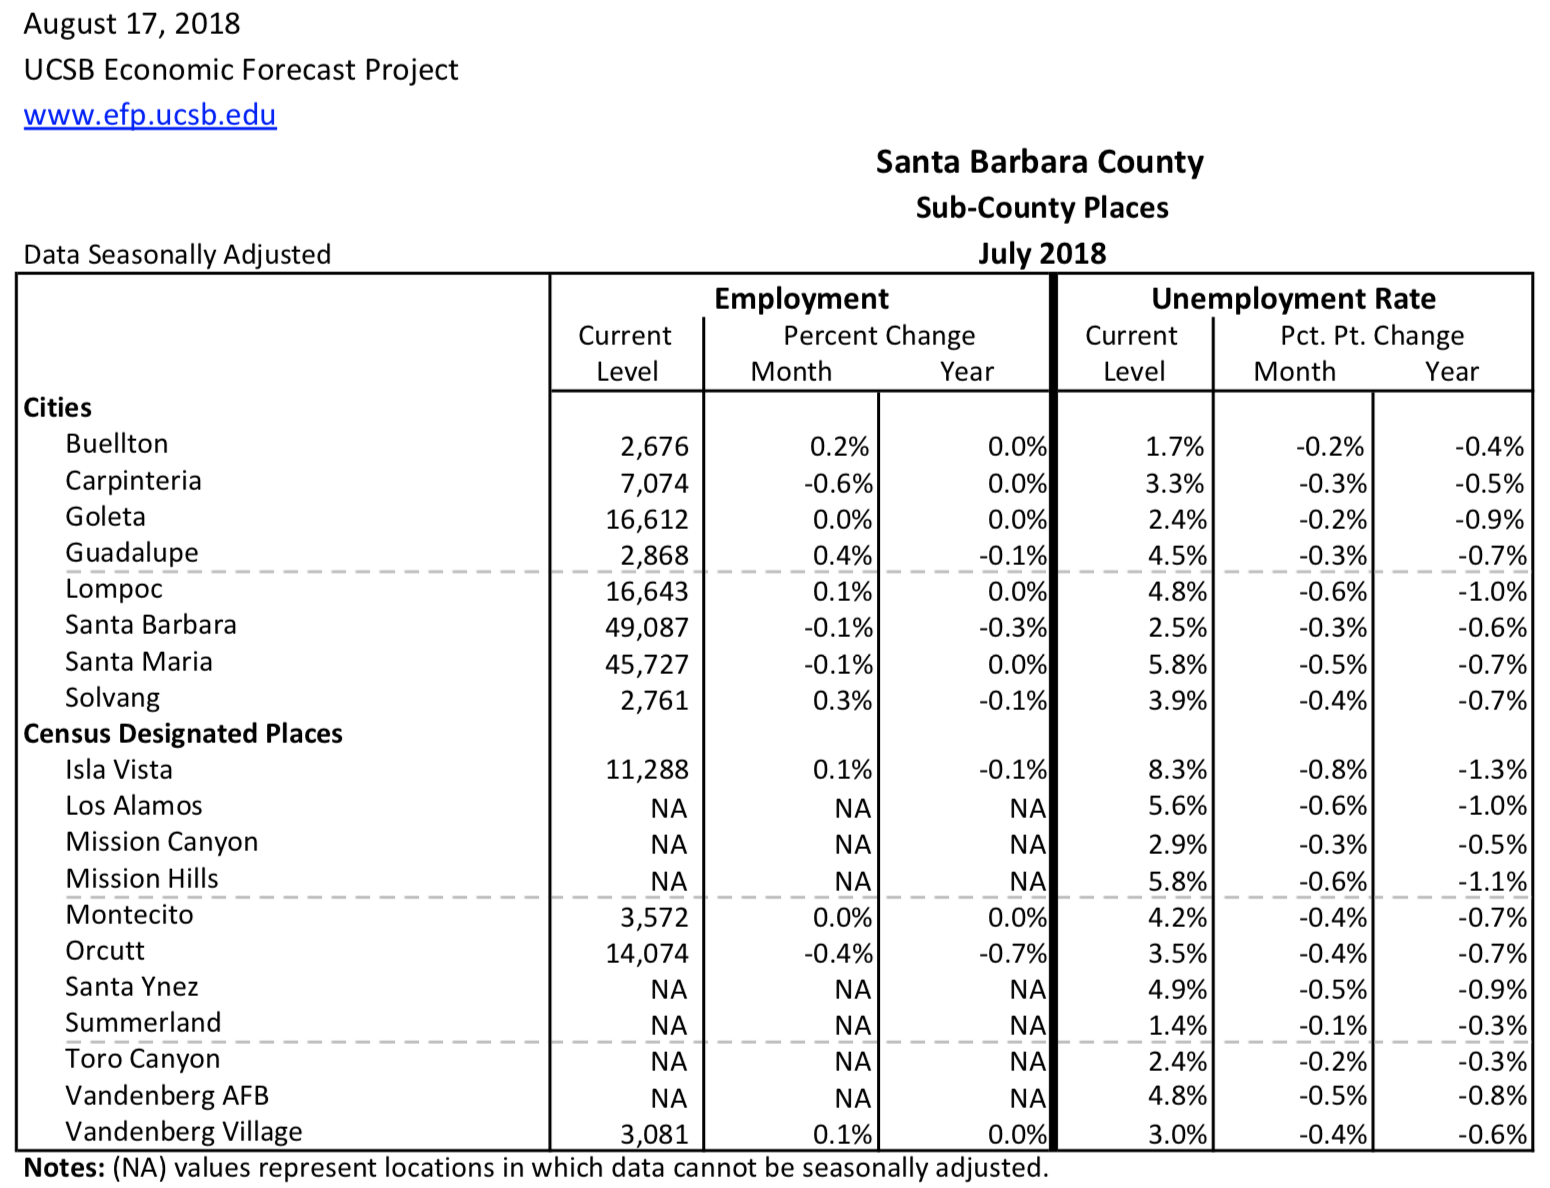 August 17, 2018
UCSB Economic Forecast Project
www.efp.ucsb.edu
Santa Barbara County
Sub-County Places
Data Seasonally Adjusted July 2018
Employment Unemployment Rate
Current Percent Change Current Pct. Pt. Change
Level Month Year Level Month Year
Cities
Buellton 2,676 0.2% 0.0% 1.7% -0.2% -0.4%
Carpinteria 7,074 -0.6% 0.0% 3.3% -0.3% -0.5%
Goleta 16,612 0.0% 0.0% 2.4% -0.2% -0.9%
Guadalupe 2,868 0.4% -0.1% 4.5% -0.3% -0.7%
Lompoc 16,643 0.1% 0.0% 4.8% -0.6% -1.0%
Santa Barbara 49,087 -0.1% -0.3% 2.5% -0.3% -0.6%
Santa Maria 45,727 -0.1% 0.0% 5.8% -0.5% -0.7%
Solvang 2,761 0.3% -0.1% 3.9% -0.4% -0.7%
Census Designated Places
Isla Vista 11,288 0.1% -0.1% 8.3% -0.8% -1.3%
Los Alamos NA NA NA 5.6% -0.6% -1.0%
Mission Canyon NA NA NA 2.9% -0.3% -0.5%
Mission Hills NA NA NA 5.8% -0.6% -1.1%
Montecito 3,572 0.0% 0.0% 4.2% -0.4% -0.7%
Orcutt 14,074 -0.4% -0.7% 3.5% -0.4% -0.7%
Santa Ynez NA NA NA 4.9% -0.5% -0.9%
Summerland NA NA NA 1.4% -0.1% -0.3%
Toro Canyon NA NA NA 2.4% -0.2% -0.3%
Vandenberg AFB NA NA NA 4.8% -0.5% -0.8%
Vandenberg Village 3,081 0.1% 0.0% 3.0% -0.4% -0.6%
Notes: (NA) values represent locations in which data cannot be seasonally adjusted.